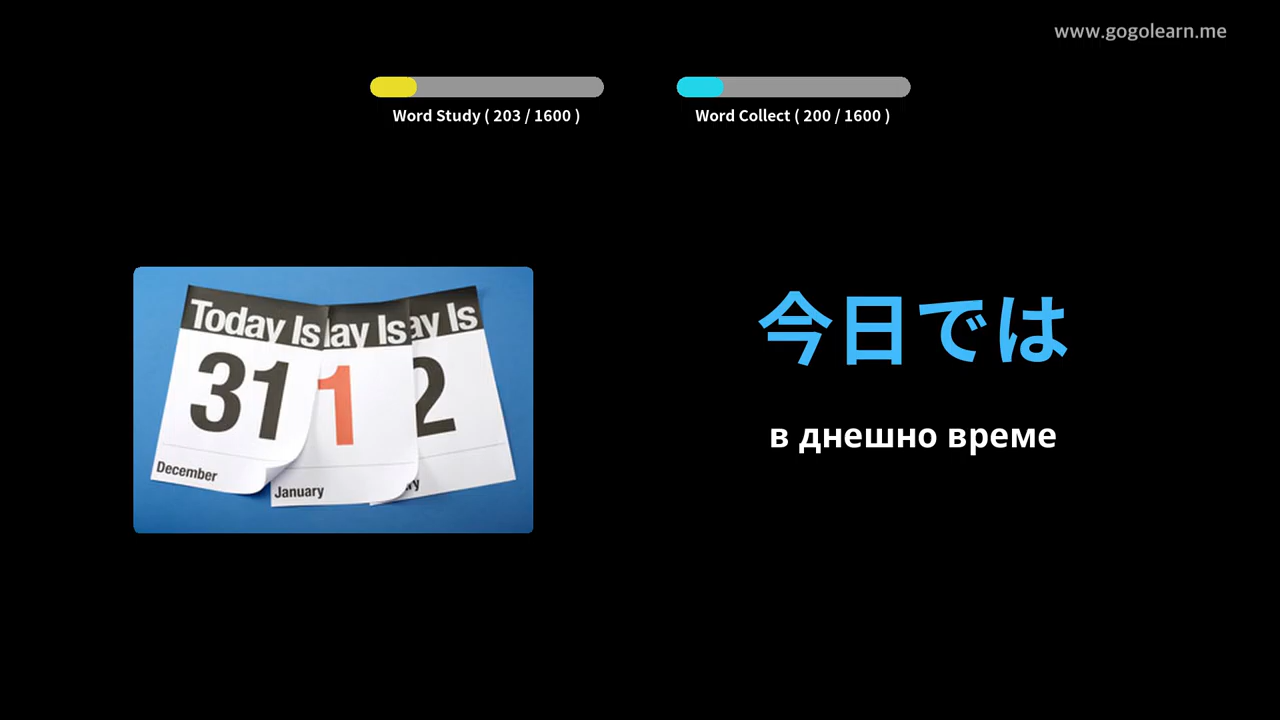 www.gogolearn.me
Word Study ( 203 / 1600 )
Word Collect ( 200 / 1600 )
Today Is
ay Is
ay Is
31
1
2
December
January
ry
今日では
в днешно време